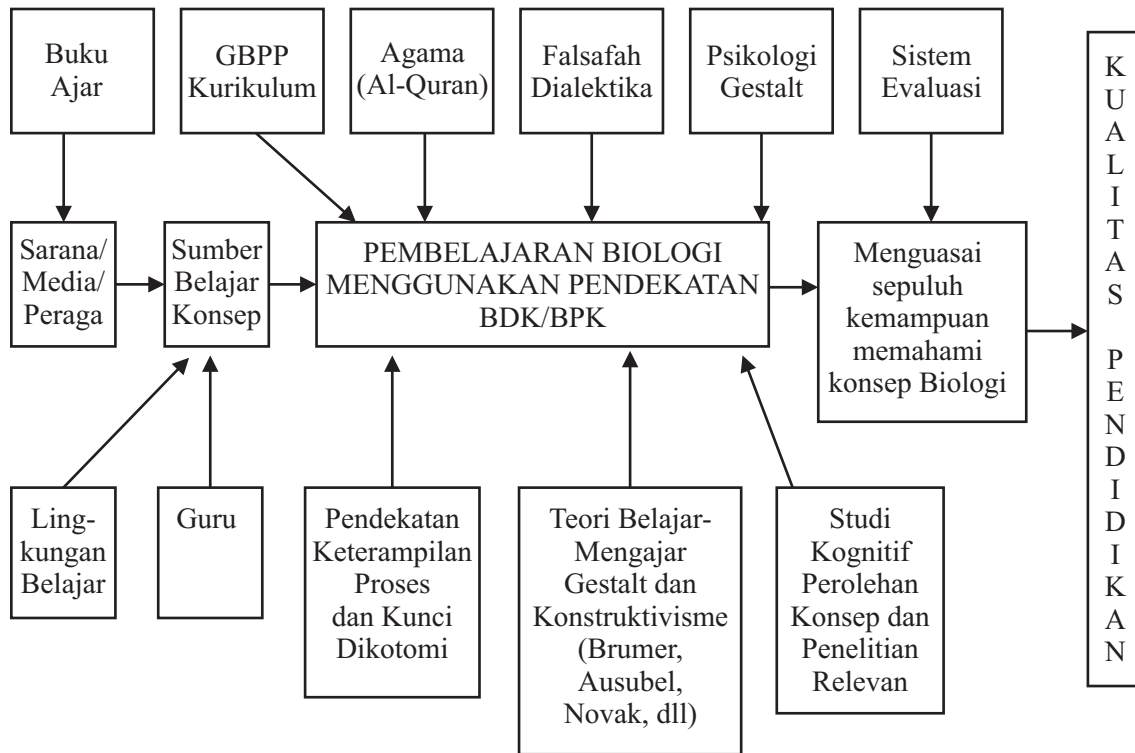 Buku
Ajar
GBPP
Kurikulum
Agama
(Al-Quran)
Falsafah
Dialektika
Psikologi
Gestalt
Sistem
Evaluasi
Sarana/
Media/
Peraga
Sumber
Belajar
Konsep
PEMBELAJARAN BIOLOGI
MENGGUNAKAN PENDEKATAN
BDK/BPK
Menguasai
sepuluh
kemampuan
memahami
konsep Biologi
KUALITAS PENDIDIKAN
Ling-
kungan
Belajar
Guru
Pendekatan
Keterampilan
Proses
dan Kunci
Dikotomi
Teori Belajar-
Mengajar
Gestalt dan
Konstruktivisme
(Brumer,
Ausubel,
Novak, dll)
Studi
Kognitif
Perolehan
Konsep dan
Penelitian
Relevan